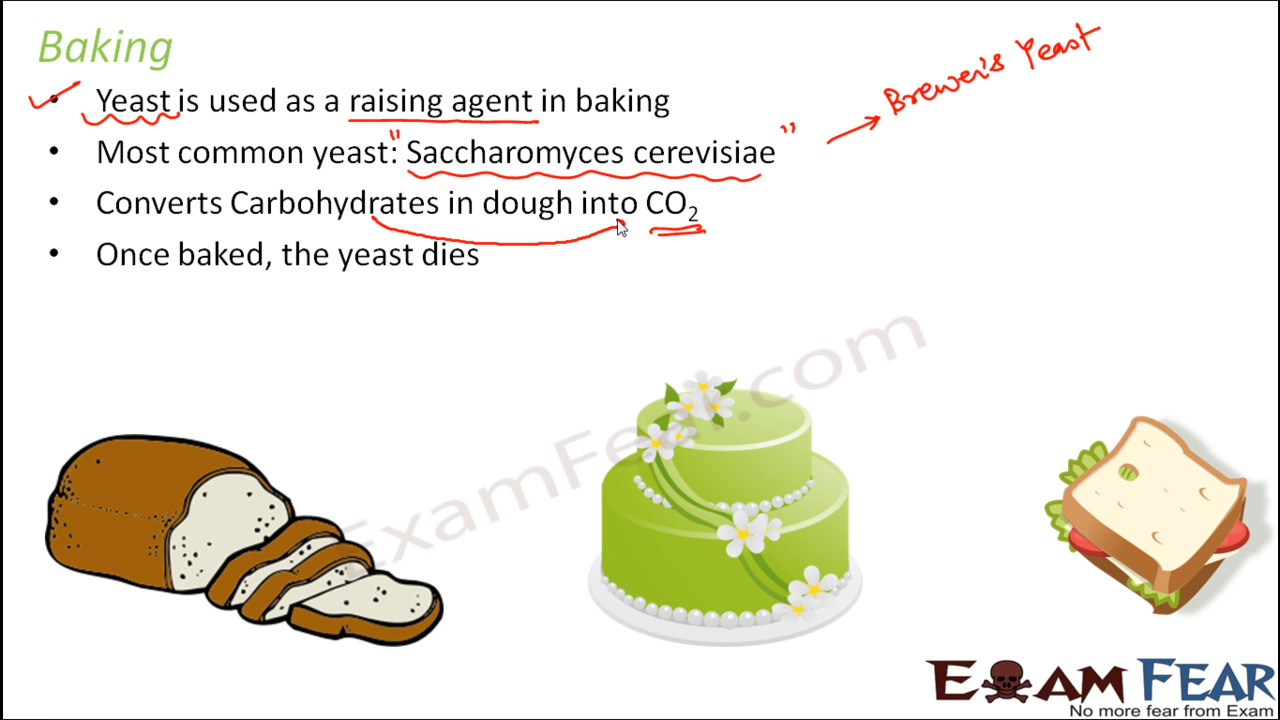 Baking
• Yeast is used as a raising agent in baking
• Most common yeast: "Saccharomyces cerevisiae" → Brewer's Yeast
• Converts Carbohydrates in dough into CO₂
• Once baked, the yeast dies
ExamFear.com
EXAM FEAR
No more fear from Exam